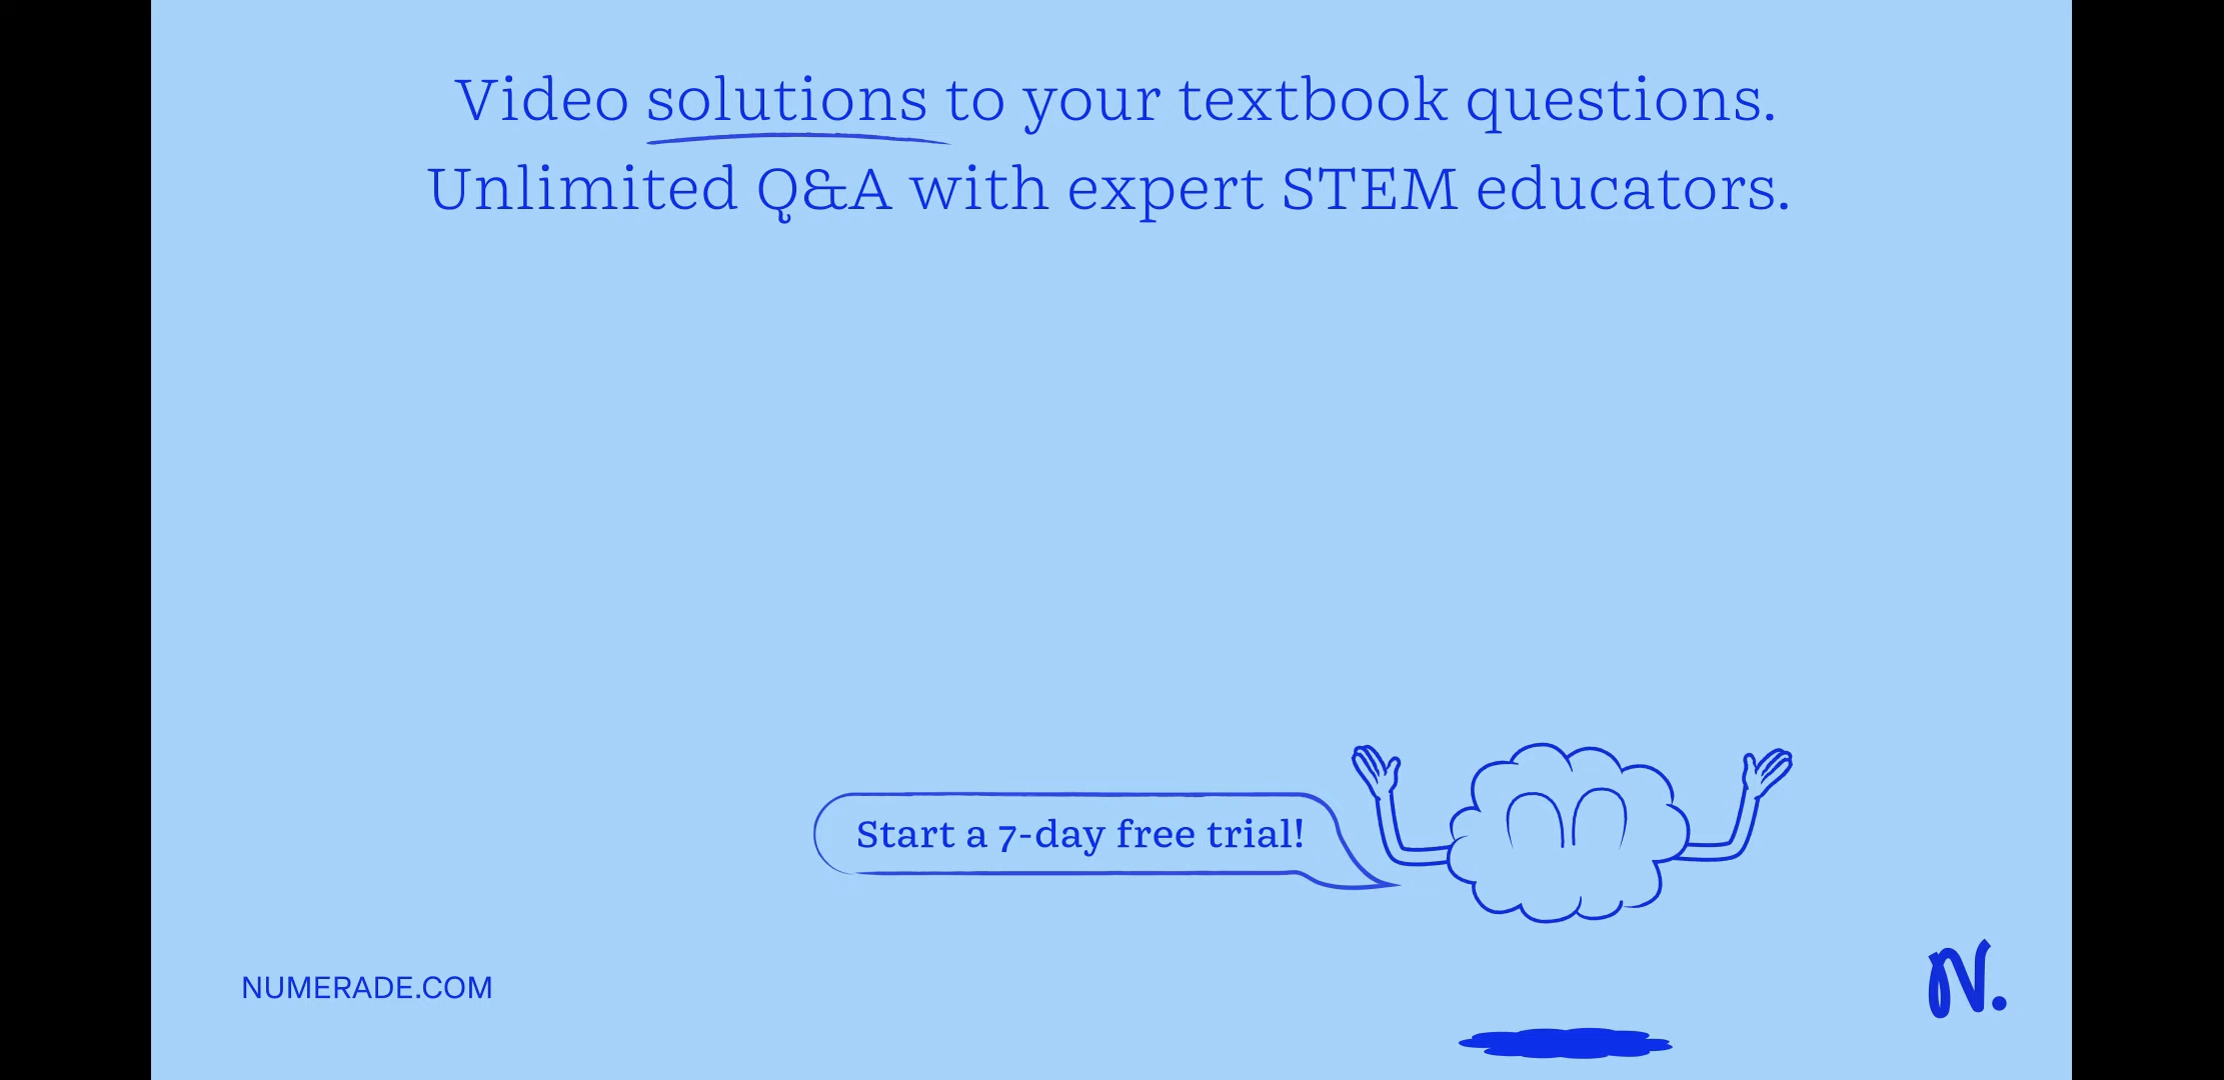 Video solutions to your textbook questions.
Unlimited Q&A with expert STEM educators.
Start a 7-day free trial!
NUMERADE.COM
N.